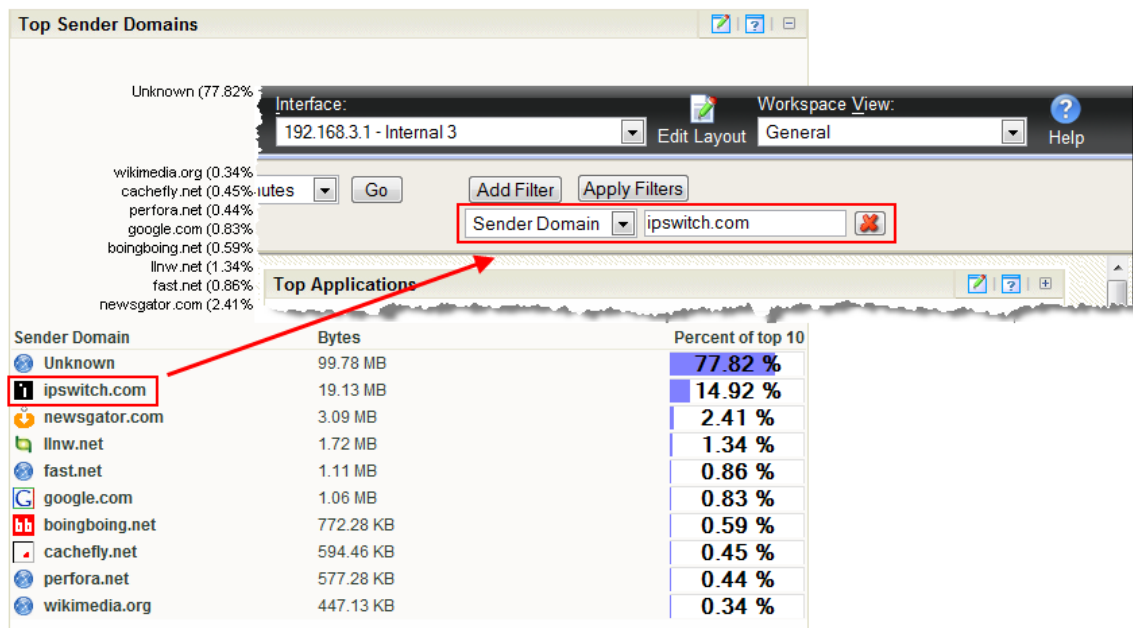 Top Sender Domains
Unknown (77.82%
wikimedia.org (0.34%
cachefly.net (0.45%
perfora.net (0.44%
google.com (0.83%
boingboing.net (0.59%
llnw.net (1.34%
fast.net (0.86%
newsgator.com (2.41%
Interface:
192.168.3.1 - Internal 3
Edit Layout
Workspace View:
General
Help
utes Go Add Filter Apply Filters
Sender Domain ipswitch.com
Top Applications
Sender Domain Bytes Percent of top 10
Unknown 99.78 MB 77.82 %
ipswitch.com 19.13 MB 14.92 %
newsgator.com 3.09 MB 2.41 %
llnw.net 1.72 MB 1.34 %
fast.net 1.11 MB 0.86 %
google.com 1.06 MB 0.83 %
boingboing.net 772.28 KB 0.59 %
cachefly.net 594.46 KB 0.45 %
perfora.net 577.28 KB 0.44 %
wikimedia.org 447.13 KB 0.34 %